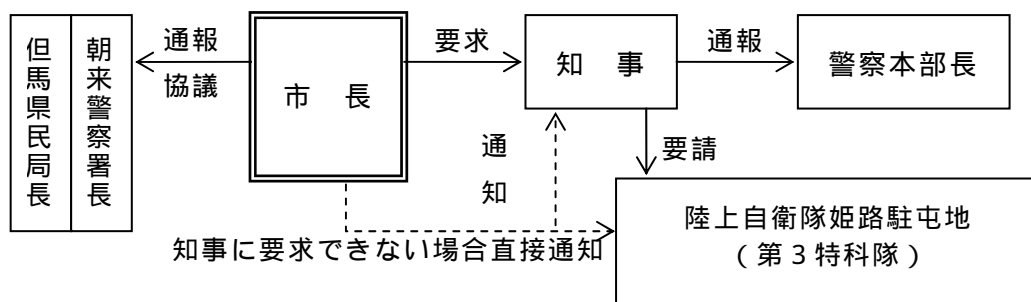 但馬県民局長
朝来警察署長
通報
協議
市 長
要求
知 事
通報
警察本部長
通
知
要請
陸上自衛隊姫路駐屯地
(第3特科隊)
知事に要求できない場合直接通知